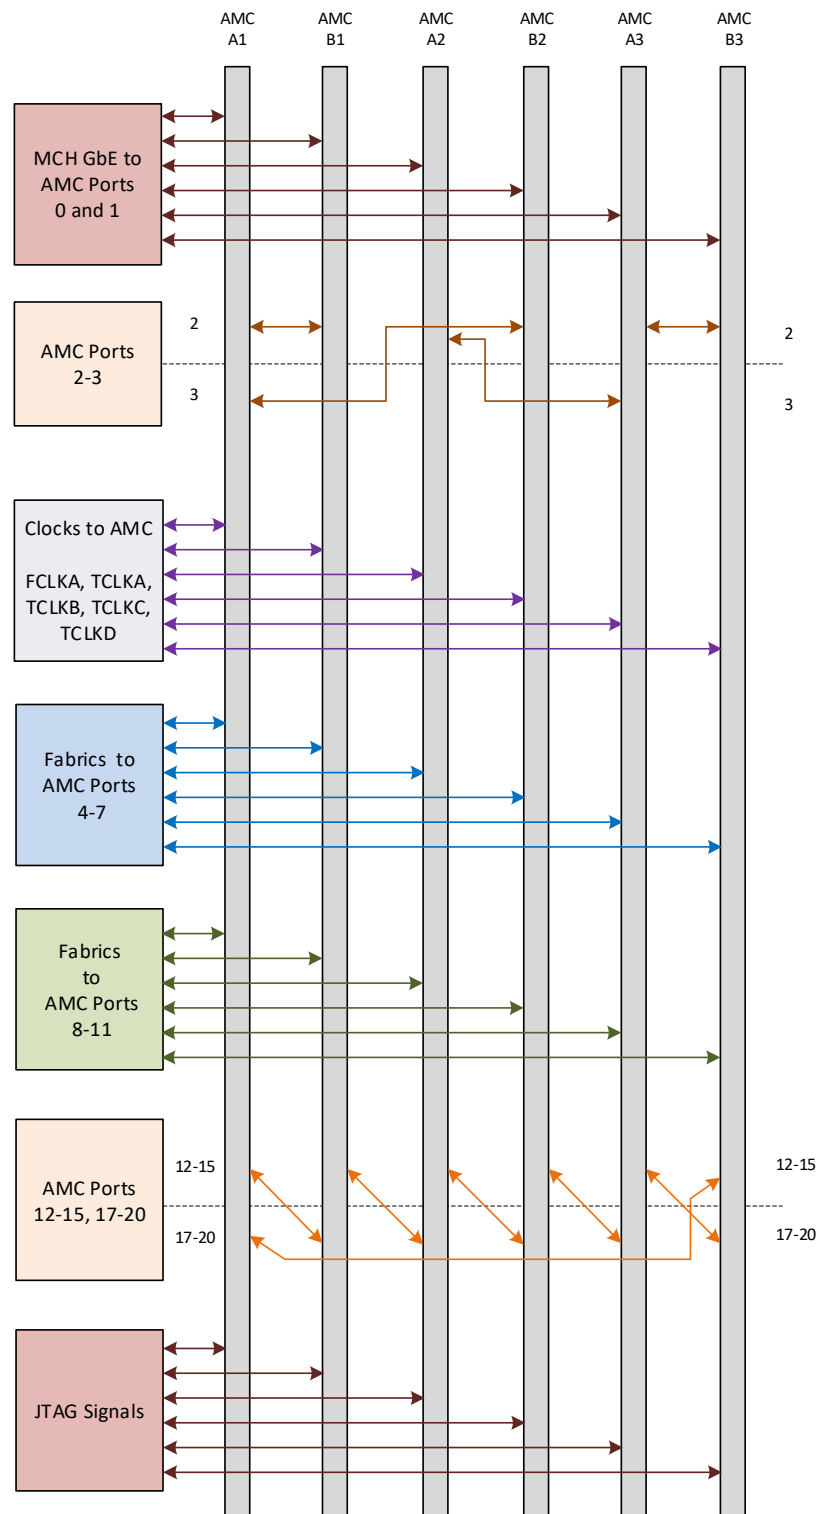 AMC
A1
AMC
B1
AMC
A2
AMC
B2
AMC
A3
AMC
B3
MCH GbE to
AMC Ports
0 and 1
AMC Ports
2-3
2
3
2
3
Clocks to AMC
FCLKA, TCLKA,
TCLKB, TCLKC,
TCLKD
Fabrics to
AMC Ports
4-7
Fabrics
to
AMC Ports
8-11
AMC Ports
12-15, 17-20
12-15
17-20
12-15
17-20
JTAG Signals